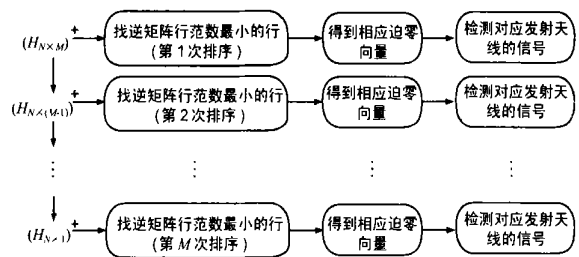 (H_{N×M})^+
找逆矩阵行范数最小的行
(第1次排序)
得到相应迫零
向量
检测对应发射天
线的信号
(H_{N×(M-1)})^+
找逆矩阵行范数最小的行
(第2次排序)
得到相应迫零
向量
检测对应发射天
线的信号
(H_{N×1})^+
找逆矩阵行范数最小的行
(第M次排序)
得到相应迫零
向量
检测对应发射天
线的信号